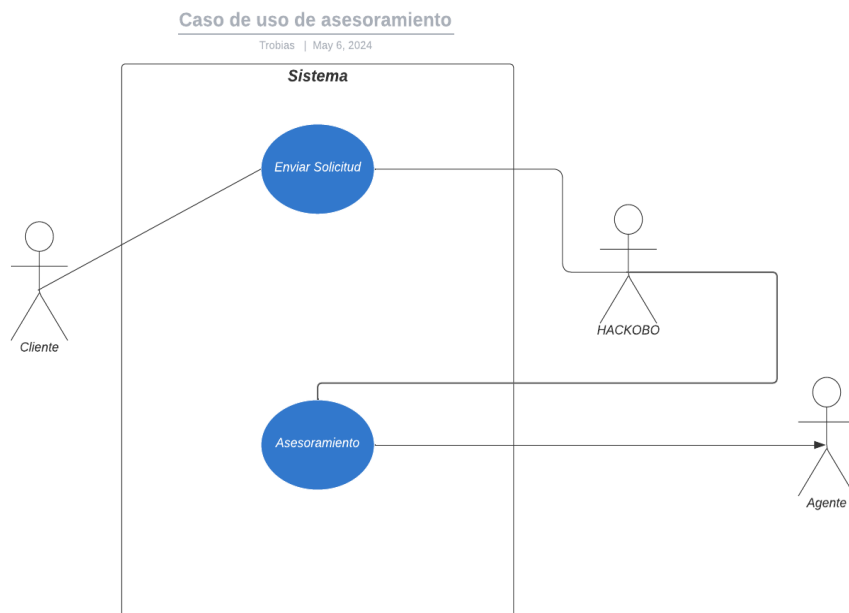 Caso de uso de asesoramiento
Trobias | May 6, 2024
Sistema
Enviar Solicitud
Cliente
HACKOBO
Asesoramiento
Agente